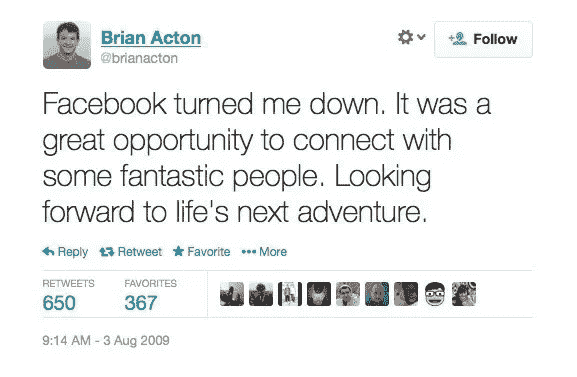 Brian Acton
@brianacton
Follow
Facebook turned me down. It was a
great opportunity to connect with
some fantastic people. Looking
forward to life's next adventure.
Reply Retweet Favorite More
RETWEETS FAVORITES
650 367
9:14 AM - 3 Aug 2009